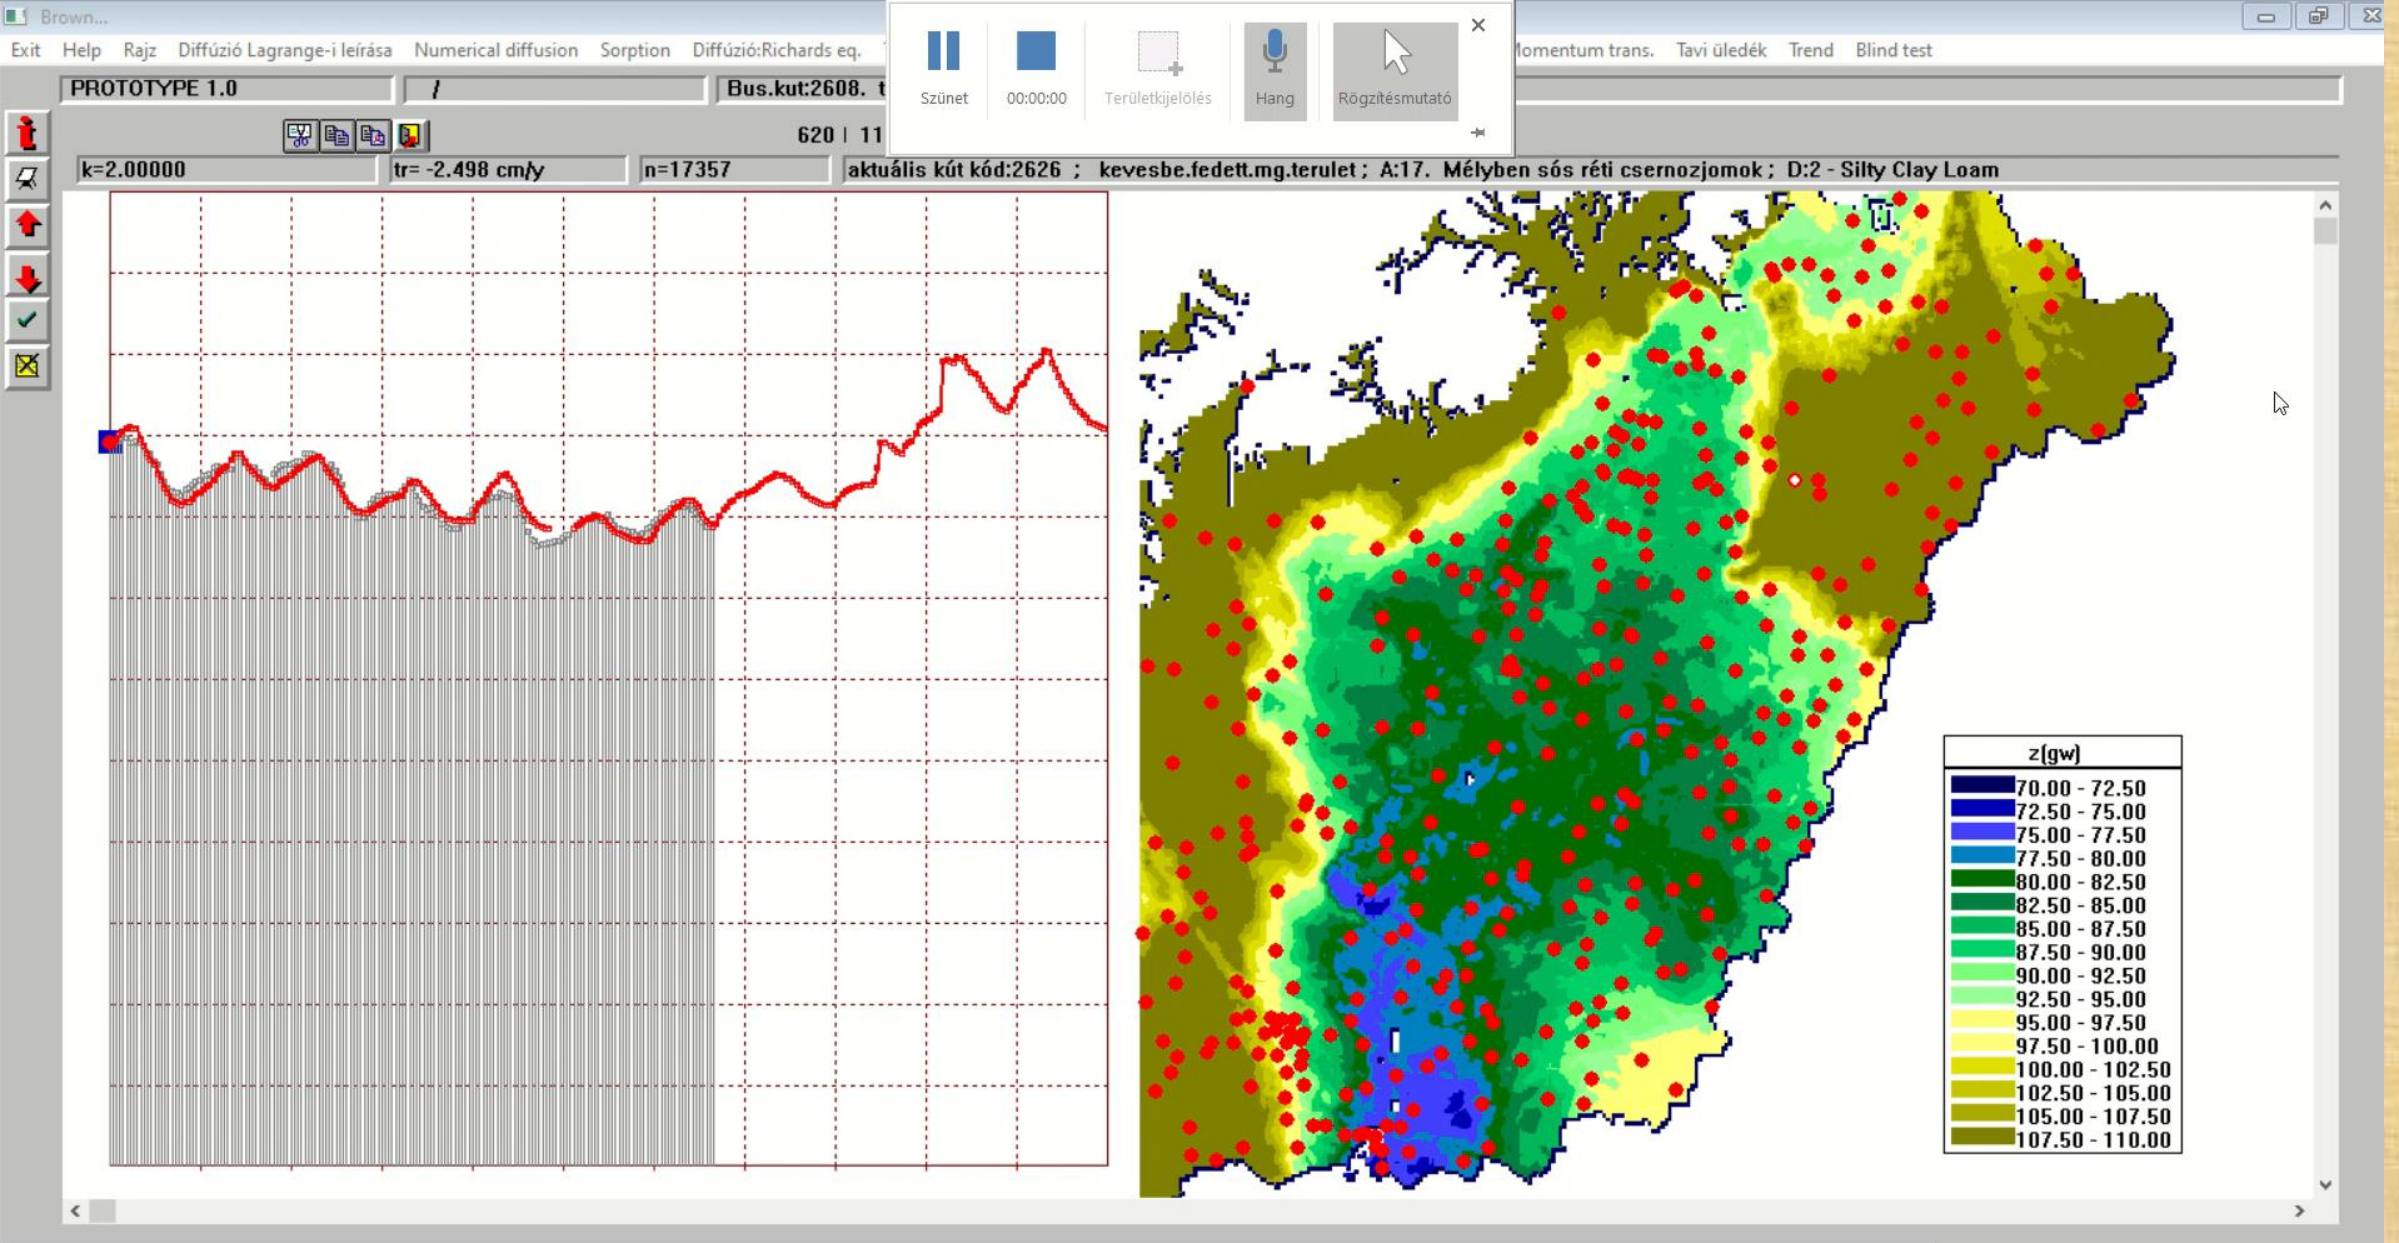 Brown...
Exit Help Rajz Diffúzió Lagrange-i leírása Numerical diffusion Sorption Diffúzió:Richards eq. Momentum trans. Tavi üledék Trend Blind test
Szünet 00:00:00 Területkijelölés Hang Rögzítésmutató
PROTOTYPE 1.0 / Bus.kut:2608. t
620 | 11
k=2.00000 tr= -2.498 cm/y n=17357 aktuális kút kód:2626 ; kevesbe.fedett.mg.terulet ; A:17. Mélyben sós réti csernozjomok ; D:2 - Silty Clay Loam
z(gw)
70.00 - 72.50
72.50 - 75.00
75.00 - 77.50
77.50 - 80.00
80.00 - 82.50
82.50 - 85.00
85.00 - 87.50
87.50 - 90.00
90.00 - 92.50
92.50 - 95.00
95.00 - 97.50
97.50 - 100.00
100.00 - 102.50
102.50 - 105.00
105.00 - 107.50
107.50 - 110.00